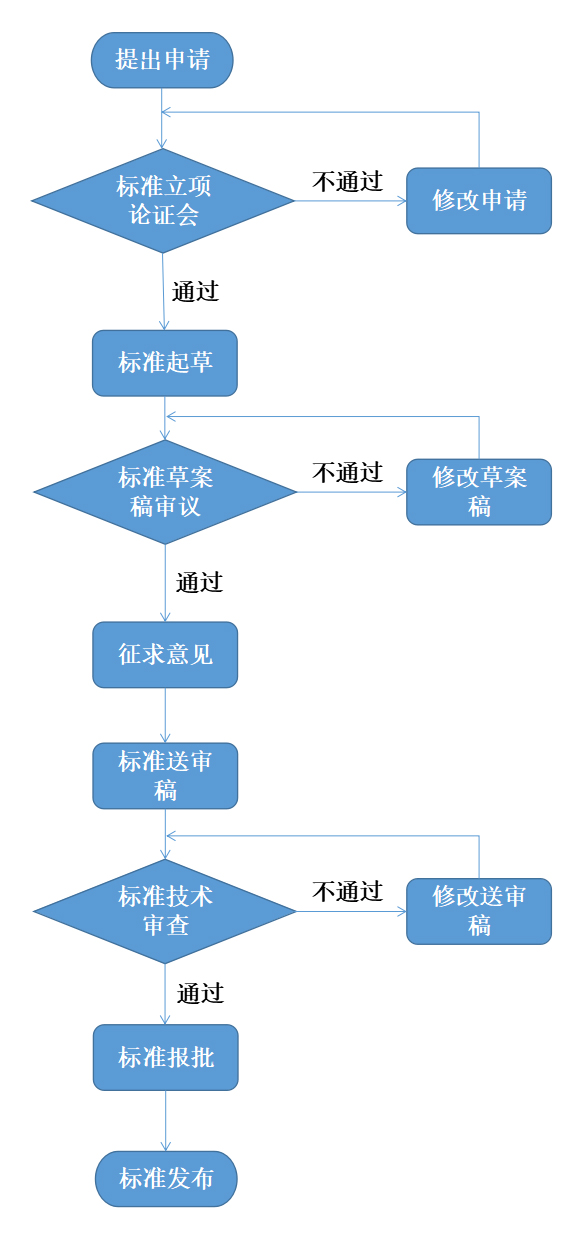 提出申请
标准立项
论证会
不通过
修改申请
通过
标准起草
标准草案
稿审议
不通过
修改草案
稿
通过
征求意见
标准送审
稿
标准技术
审查
不通过
修改送审
稿
通过
标准报批
标准发布